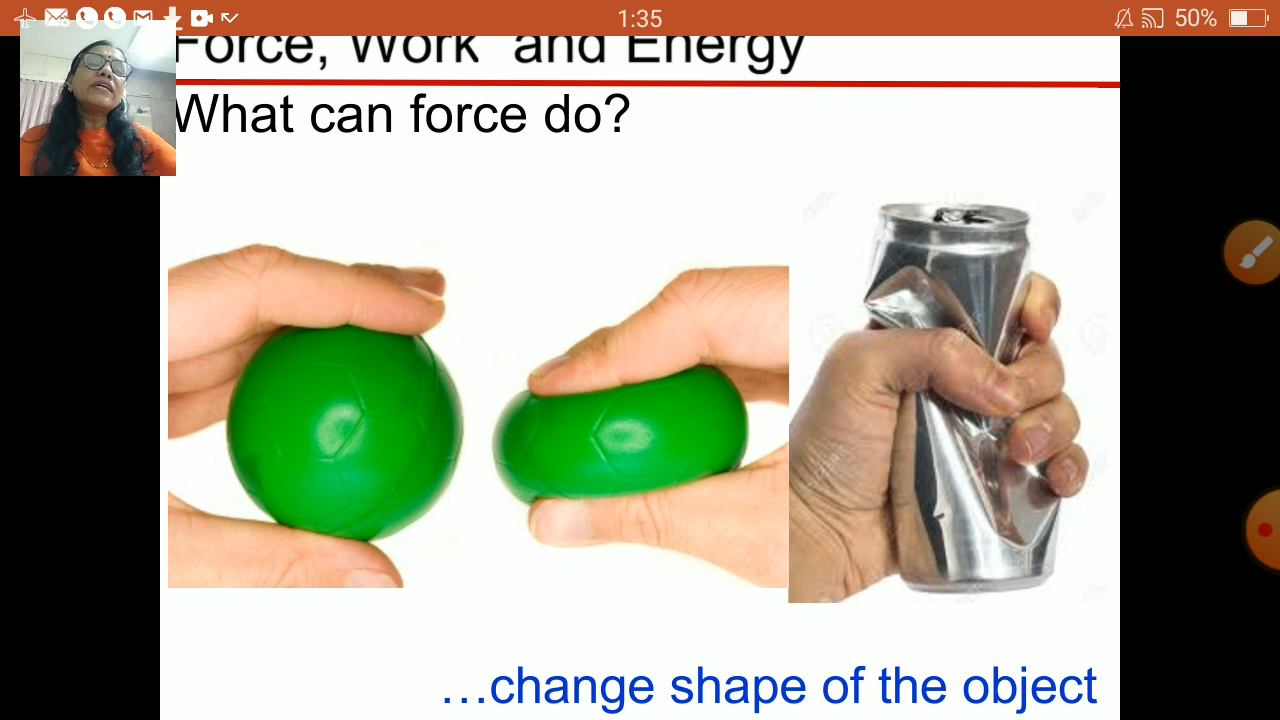 1:35
50%
Force, Work and Energy
What can force do?
...change shape of the object